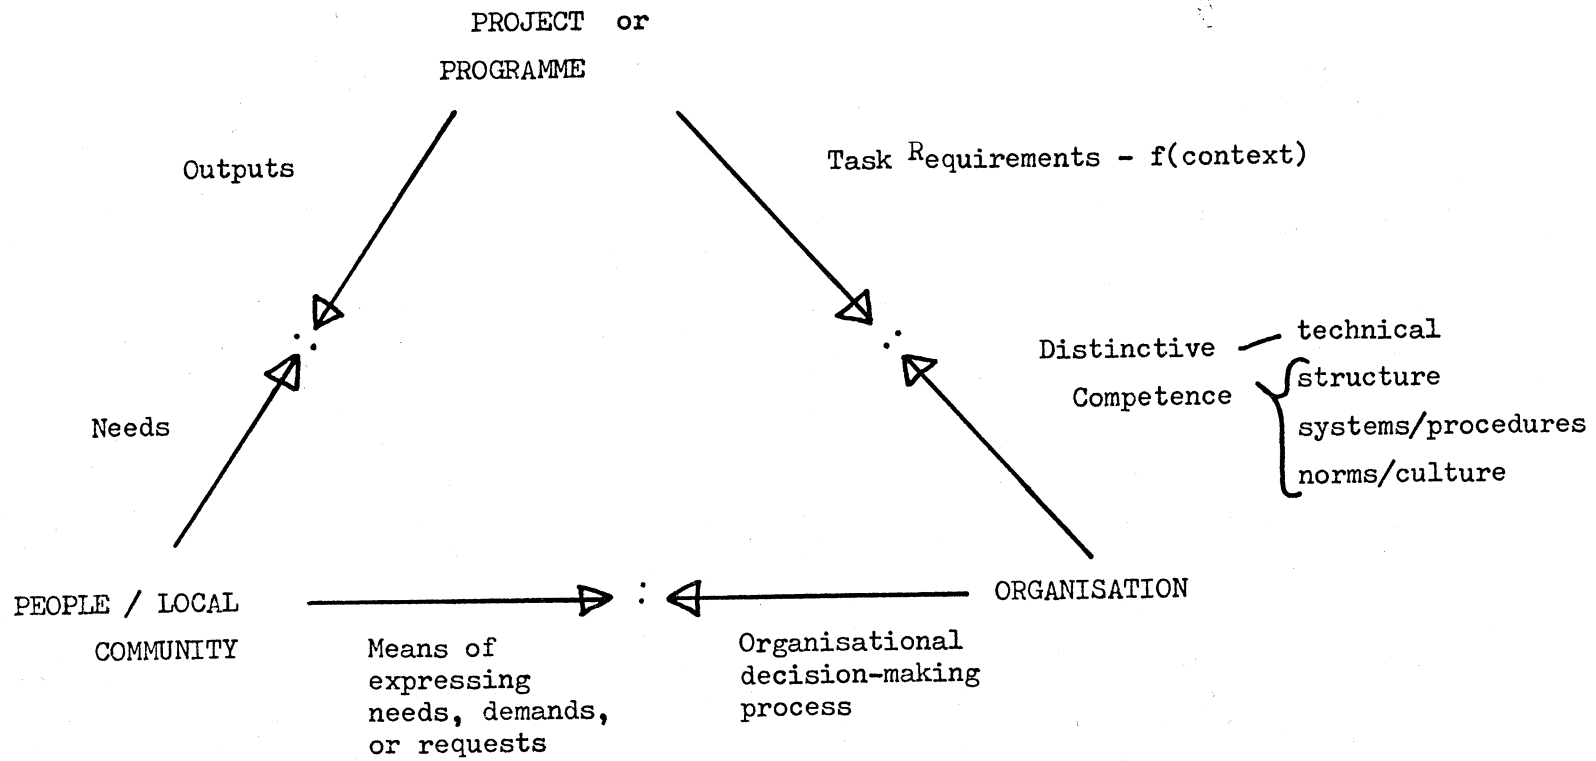 PROJECT or
PROGRAMME
Outputs
Task Requirements - f(context)
Distinctive
Competence
technical
structure
systems/procedures
norms/culture
Needs
PEOPLE / LOCAL
COMMUNITY
ORGANISATION
Means of
expressing
needs, demands,
or requests
Organisational
decision-making
process